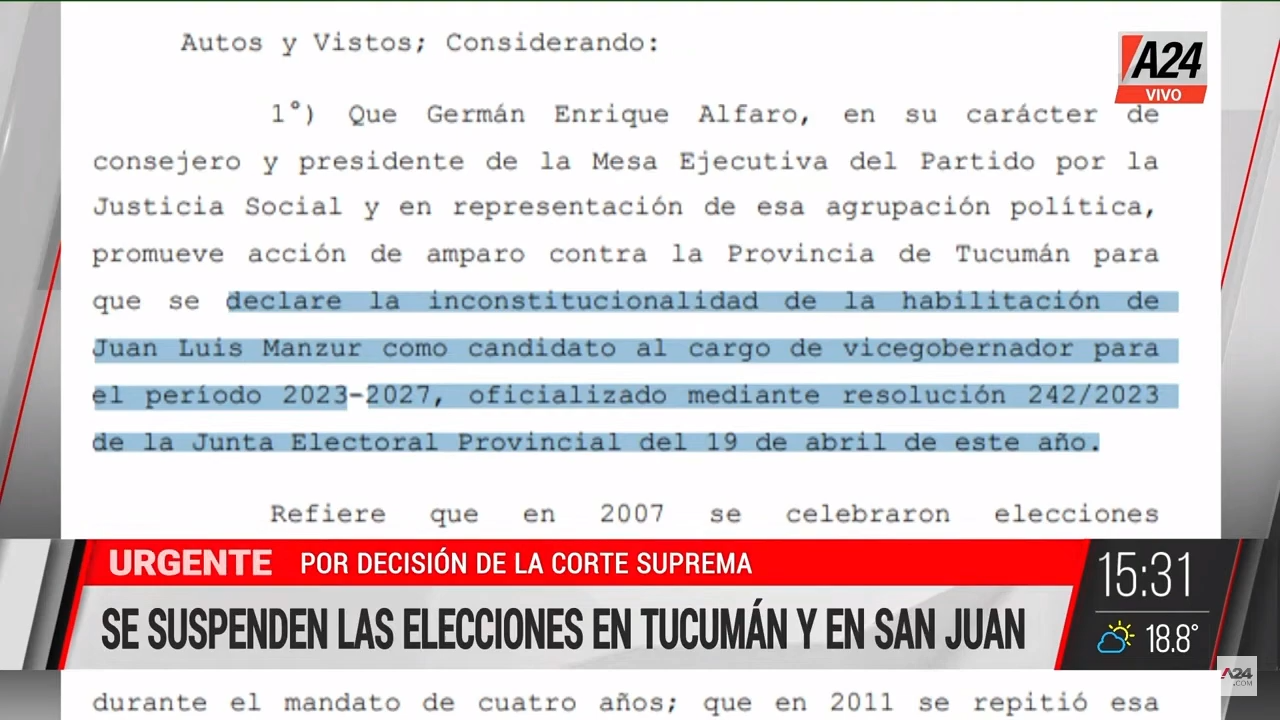 Autos y Vistos; Considerando:
A24
VIVO
1°) Que Germán Enrique Alfaro, en su carácter de
consejero y presidente de la Mesa Ejecutiva del Partido por la
Justicia Social y en representación de esa agrupación política,
promueve acción de amparo contra la Provincia de Tucumán para
que se declare la inconstitucionalidad de la habilitación de
Juan Luis Manzur como candidato al cargo de vicegobernador para
el período 2023-2027, oficializado mediante resolución 242/2023
de la Junta Electoral Provincial del 19 de abril de este año.
Refiere que en 2007 se celebraron elecciones
URGENTE POR DECISIÓN DE LA CORTE SUPREMA
15:31
SE SUSPENDEN LAS ELECCIONES EN TUCUMÁN Y EN SAN JUAN
18.8°
A24
.COM
durante el mandato de cuatro años; que en 2011 se repitió esa